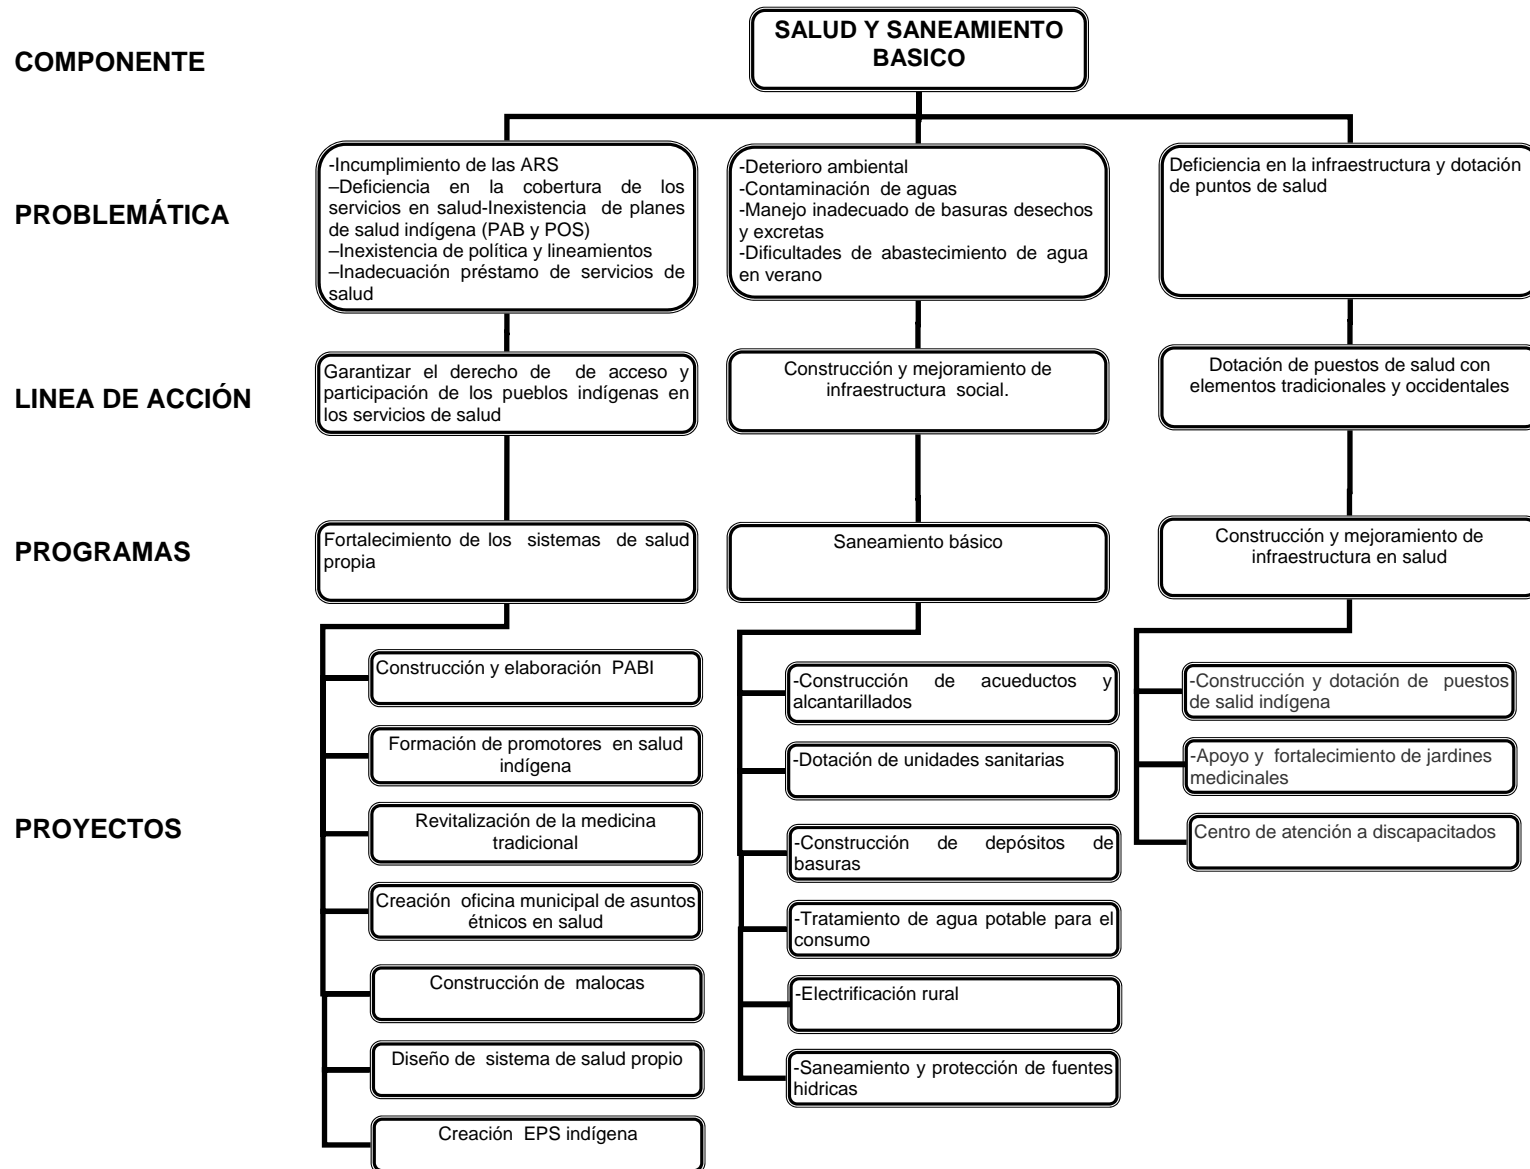 COMPONENTE
SALUD Y SANEAMIENTO
BASICO
PROBLEMÁTICA
-Incumplimiento de las ARS
–Deficiencia en la cobertura de los
servicios en salud-Inexistencia de planes
de salud indígena (PAB y POS)
–Inexistencia de política y lineamientos
–Inadecuación préstamo de servicios de
salud
-Deterioro ambiental
-Contaminación de aguas
-Manejo inadecuado de basuras desechos
y excretas
-Dificultades de abastecimiento de agua
en verano
Deficiencia en la infraestructura y dotación
de puntos de salud
LINEA DE ACCIÓN
Garantizar el derecho de de acceso y
participación de los pueblos indígenas en
los servicios de salud
Construcción y mejoramiento de
infraestructura social.
Dotación de puestos de salud con
elementos tradicionales y occidentales
PROGRAMAS
Fortalecimiento de los sistemas de salud
propia
Saneamiento básico
Construcción y mejoramiento de
infraestructura en salud
PROYECTOS
Construcción y elaboración PABI
Formación de promotores en salud
indígena
Revitalización de la medicina
tradicional
Creación oficina municipal de asuntos
étnicos en salud
Construcción de malocas
Diseño de sistema de salud propio
Creación EPS indígena
-Construcción de acueductos y
alcantarillados
-Dotación de unidades sanitarias
-Construcción de depósitos de
basuras
-Tratamiento de agua potable para el
consumo
-Electrificación rural
-Saneamiento y protección de fuentes
hidricas
-Construcción y dotación de puestos
de salid indígena
-Apoyo y fortalecimiento de jardines
medicinales
Centro de atención a discapacitados